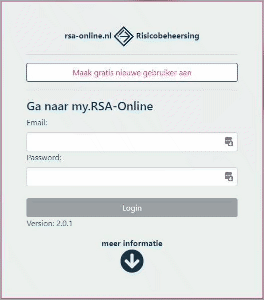 rsa-online.nl Risicobeheersing
Maak gratis nieuwe gebruiker aan
Ga naar my.RSA-Online
Email:
Password:
Login
Version: 2.0.1
meer informatie